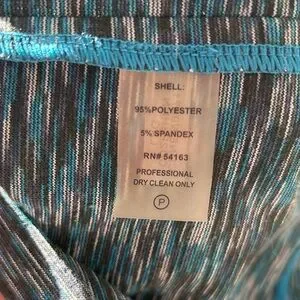 SHELL:
95%POLYESTER
5% SPANDEX
RN# 54163
PROFESSIONAL
DRY CLEAN ONLY
P